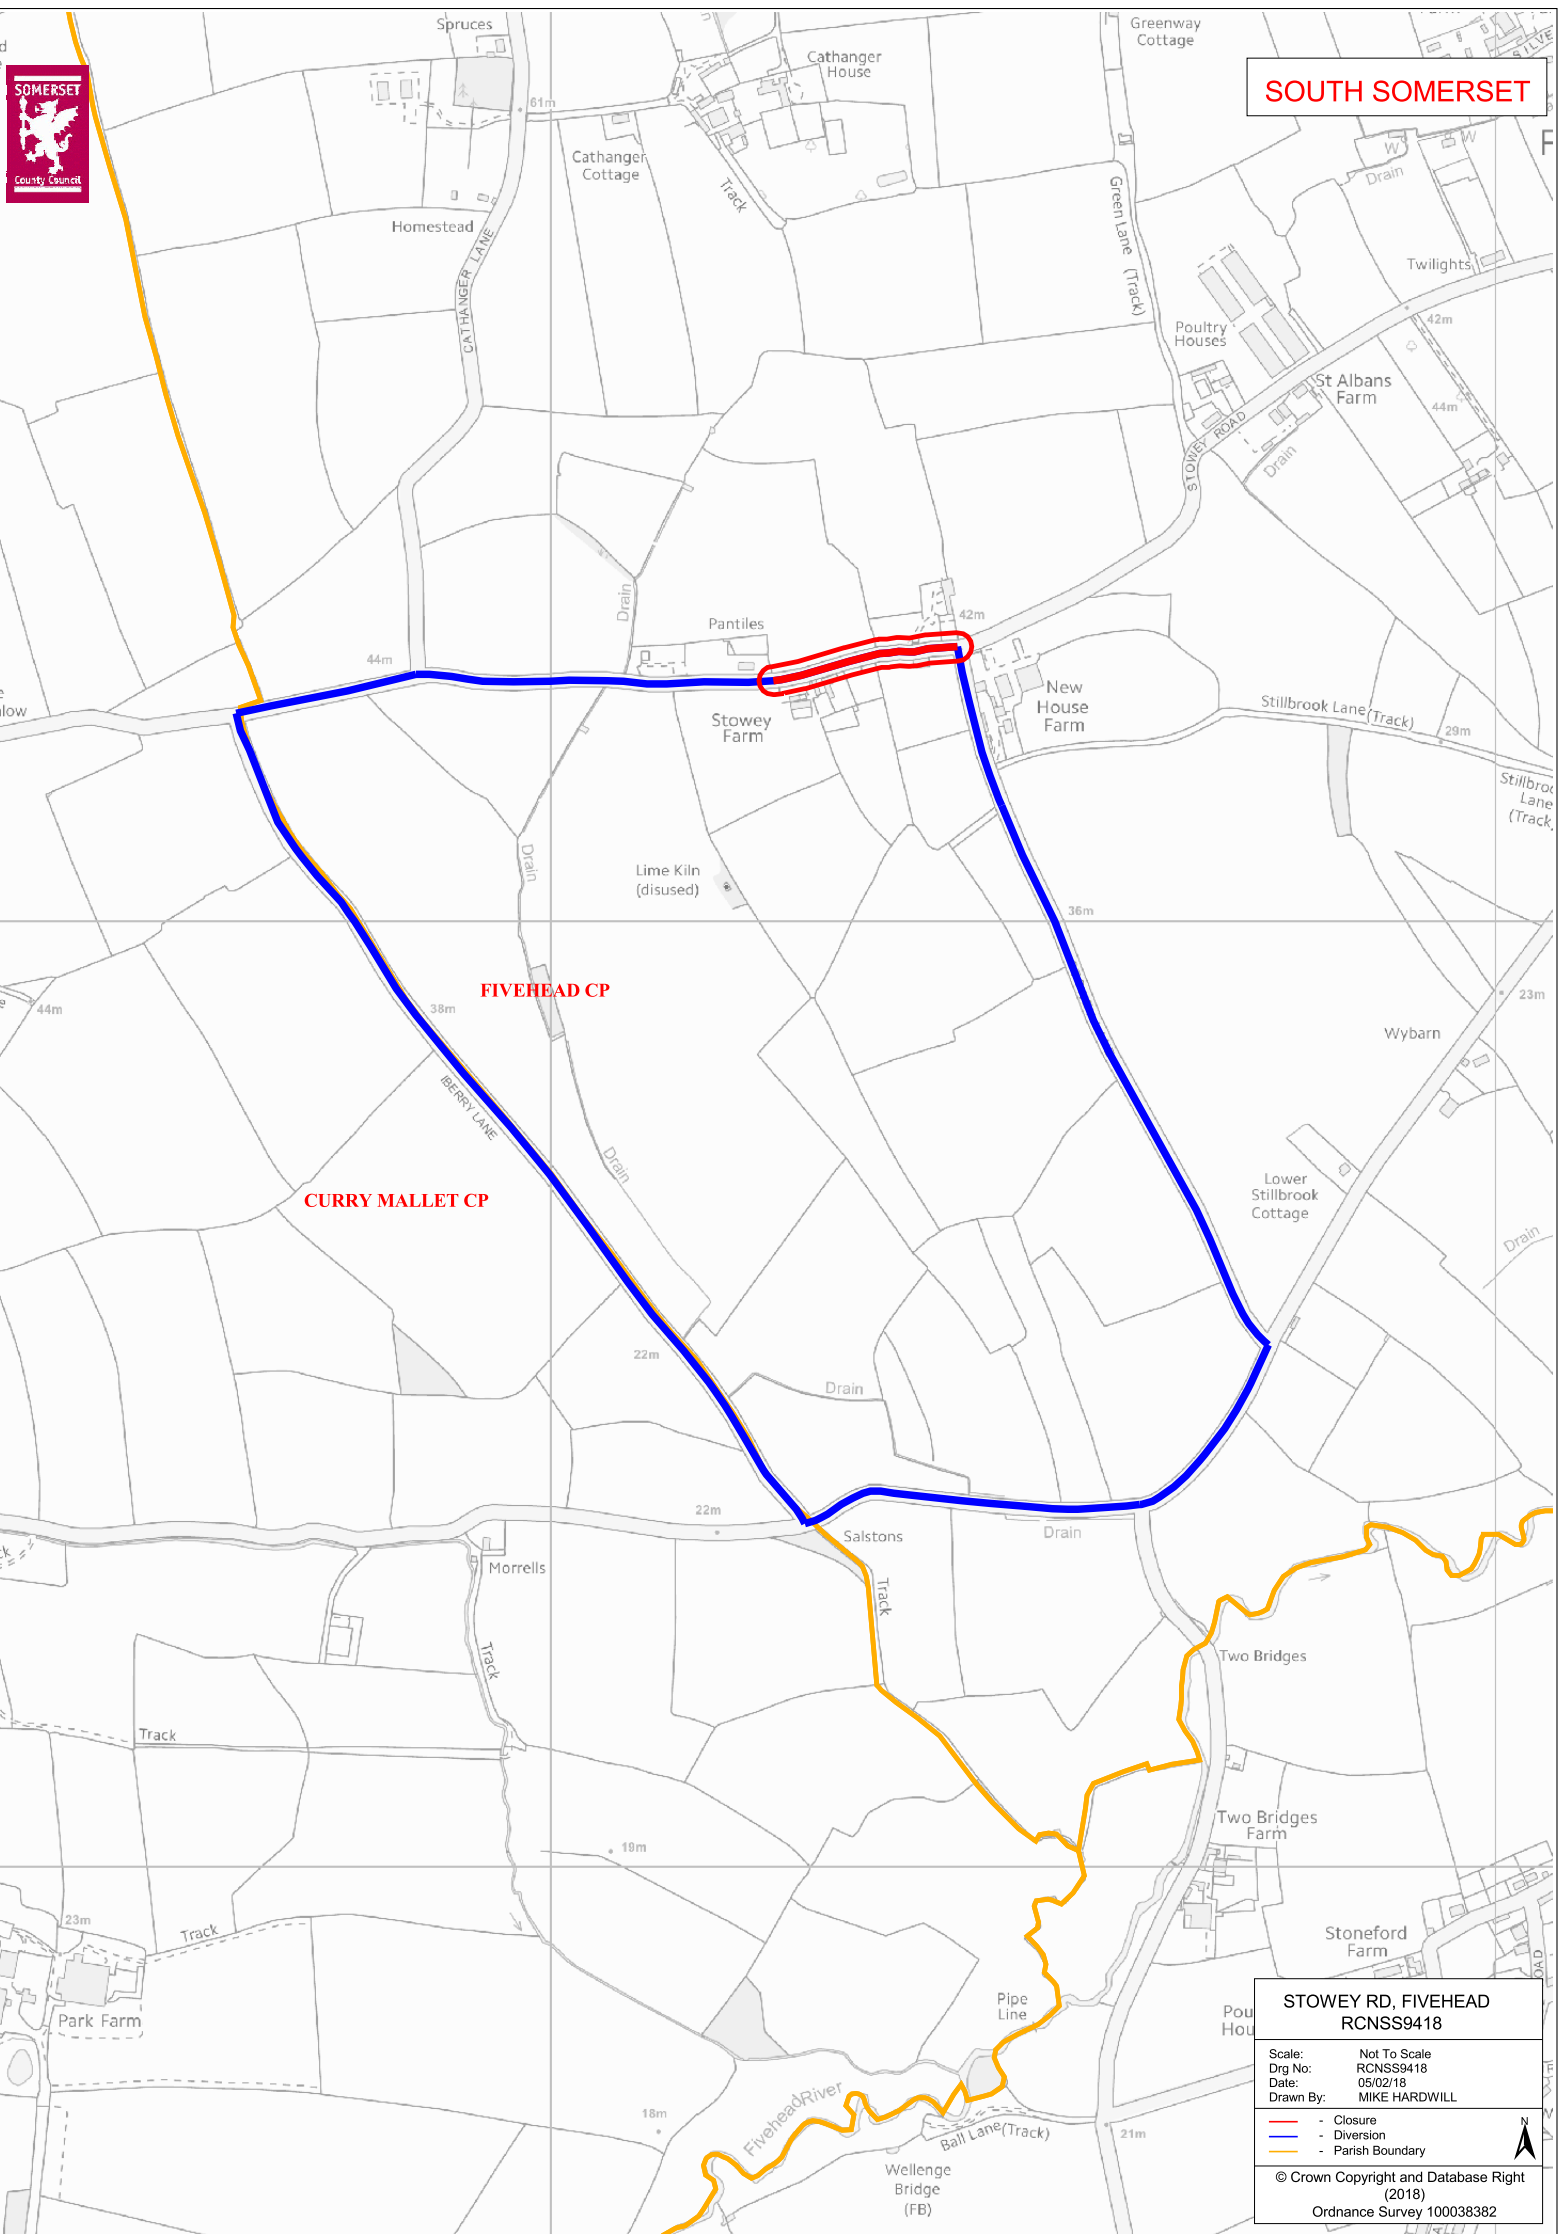 SOMERSET
County Council
SOUTH SOMERSET
Spruces
61m
Cathanger
House
Greenway
Cottage
Cathanger
Cottage
Track
Homestead
CATHANGER LANE
Green Lane (Track)
W
W
Drain
Twilights
42m
Poultry
Houses
St Albans
Farm
44m
STOWEY ROAD
Drain
Drain
Pantiles
42m
44m
Stowey
Farm
New
House
Farm
Stillbrook Lane (Track)
29m
Lane
(Track
Drain
Lime Kiln
(disused)
36m
FIVEHEAD CP
44m
38m
23m
Wybarn
IBERRY LANE
Drain
CURRY MALLET CP
Lower
Stillbrook
Cottage
Drain
22m
Drain
22m
Salstons
Drain
Morrells
Track
Track
Two Bridges
Track
Two Bridges
Farm
19m
23m
Track
Stoneford
Farm
Park Farm
Pipe
Line
18m
Fivehead River
Ball Lane (Track)
21m
Wellenge
Bridge
(FB)
STOWEY RD, FIVEHEAD
RCNSS9418
Scale: Not To Scale
Drg No: RCNSS9418
Date: 05/02/18
Drawn By: MIKE HARDWILL
- Closure
- Diversion
- Parish Boundary
N
© Crown Copyright and Database Right
(2018)
Ordnance Survey 100038382